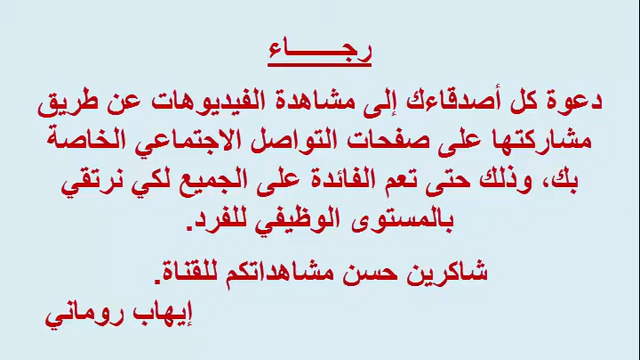 رجـــــــاء
دعوة كل أصدقاءك إلى مشاهدة الفيديوهات عن طريق
مشاركتها على صفحات التواصل الاجتماعي الخاصة
بك، وذلك حتى تعم الفائدة على الجميع لكي نرتقي
بالمستوى الوظيفي للفرد.
شاكرين حسن مشاهداتكم للقناة.
إيهاب روماني